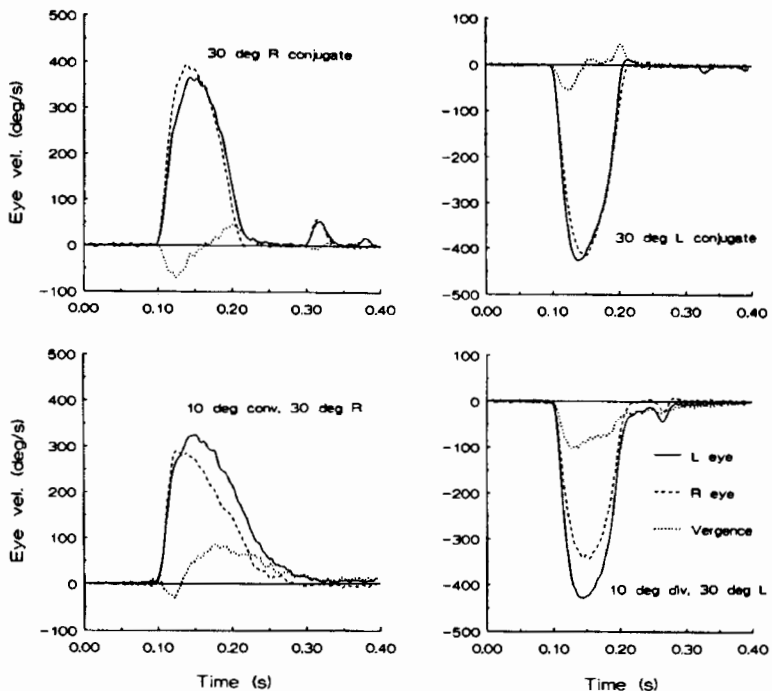 500
400
300
200
100
0
-100
Eye vel. (deg/s)
30 deg R conjugate
0.00 0.10 0.20 0.30 0.40
100
0
-100
-200
-300
-400
-500
30 deg L conjugate
0.00 0.10 0.20 0.30 0.40
500
400
300
200
100
0
-100
Eye vel. (deg/s)
10 deg conv, 30 deg R
0.00 0.10 0.20 0.30 0.40
Time (s)
100
0
-100
-200
-300
-400
-500
L eye
R eye
Vergence
10 deg div, 30 deg L
0.00 0.10 0.20 0.30 0.40
Time (s)